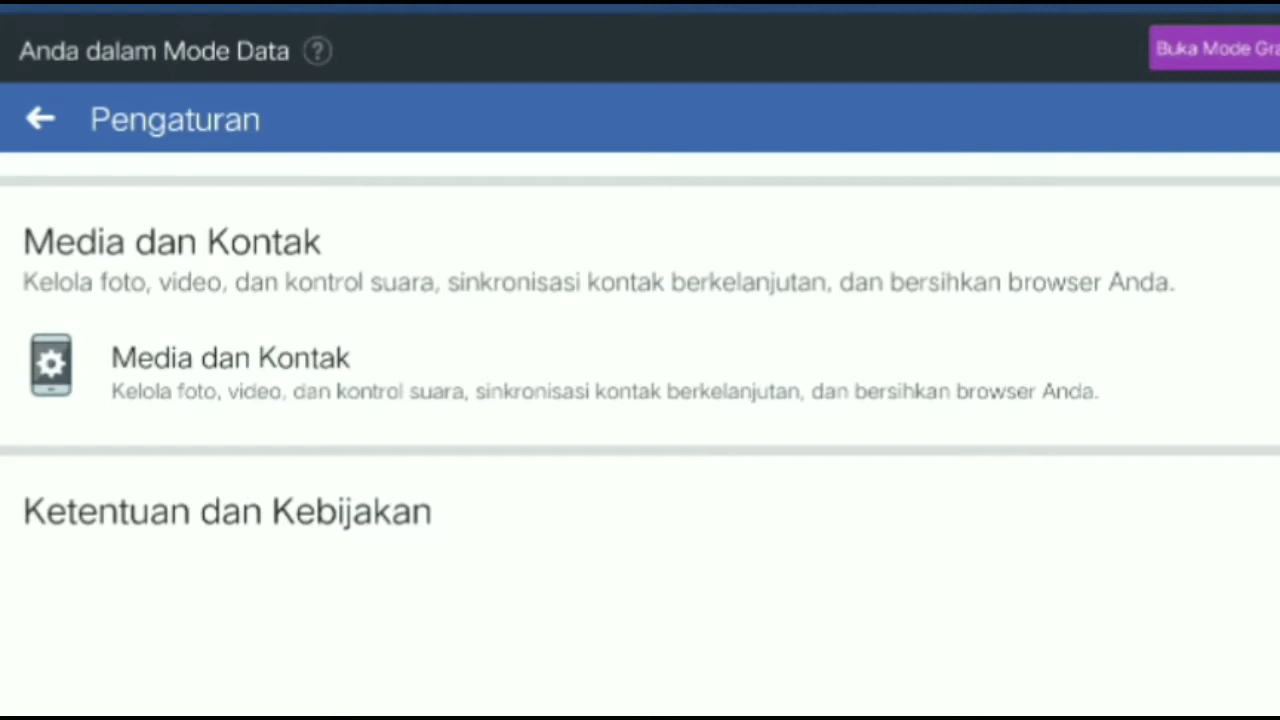 Anda dalam Mode Data ?
Buka Mode
Pengaturan
Media dan Kontak
Kelola foto, video, dan kontrol suara, sinkronisasi kontak berkelanjutan, dan bersihkan browser Anda.
Media dan Kontak
Kelola foto, video, dan kontrol suara, sinkronisasi kontak berkelanjutan, dan bersihkan browser Anda.
Ketentuan dan Kebijakan